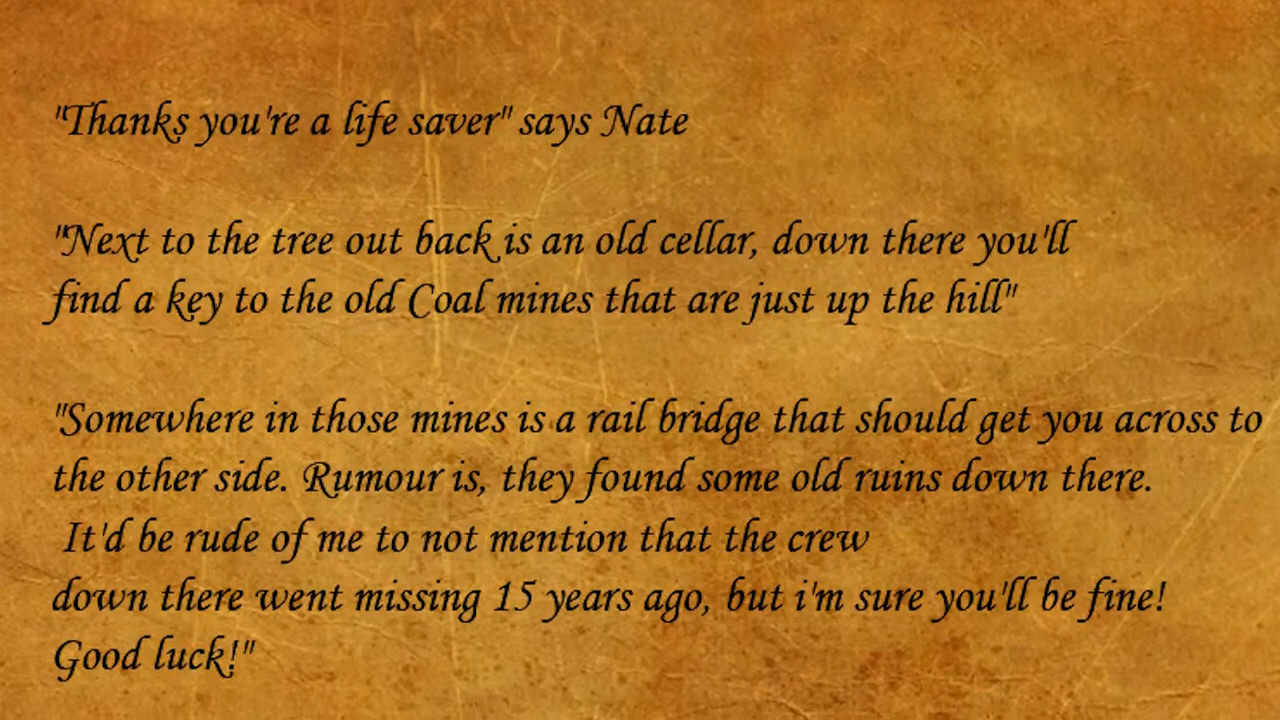 "Thanks you're a life saver" says Nate
"Next to the tree out back is an old cellar, down there you'll
find a key to the old Coal mines that are just up the hill"
"Somewhere in those mines is a rail bridge that should get you across to
the other side. Rumour is, they found some old ruins down there.
It'd be rude of me to not mention that the crew
down there went missing 15 years ago, but i'm sure you'll be fine!
Good luck!"